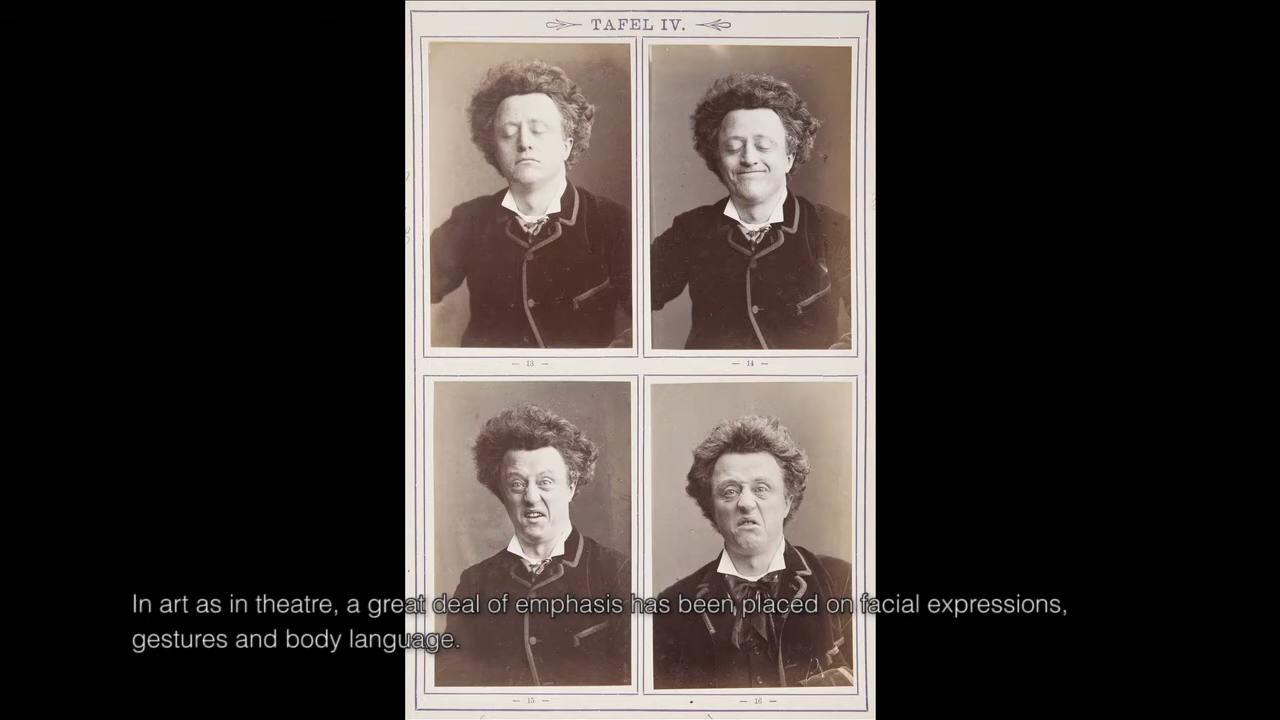 TAFEL IV.
— 13 —
— 14 —
— 15 —
— 16 —
In art as in theatre, a great deal of emphasis has been placed on facial expressions,
gestures and body language.